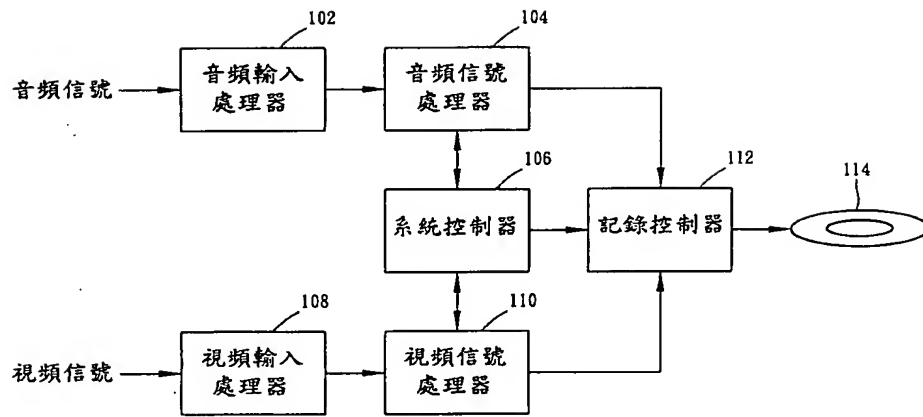 102
104
音頻信號
音頻輸入
處理器
音頻信號
處理器
106
112
114
系統控制器
記錄控制器
108
110
視頻信號
視頻輸入
處理器
視頻信號
處理器